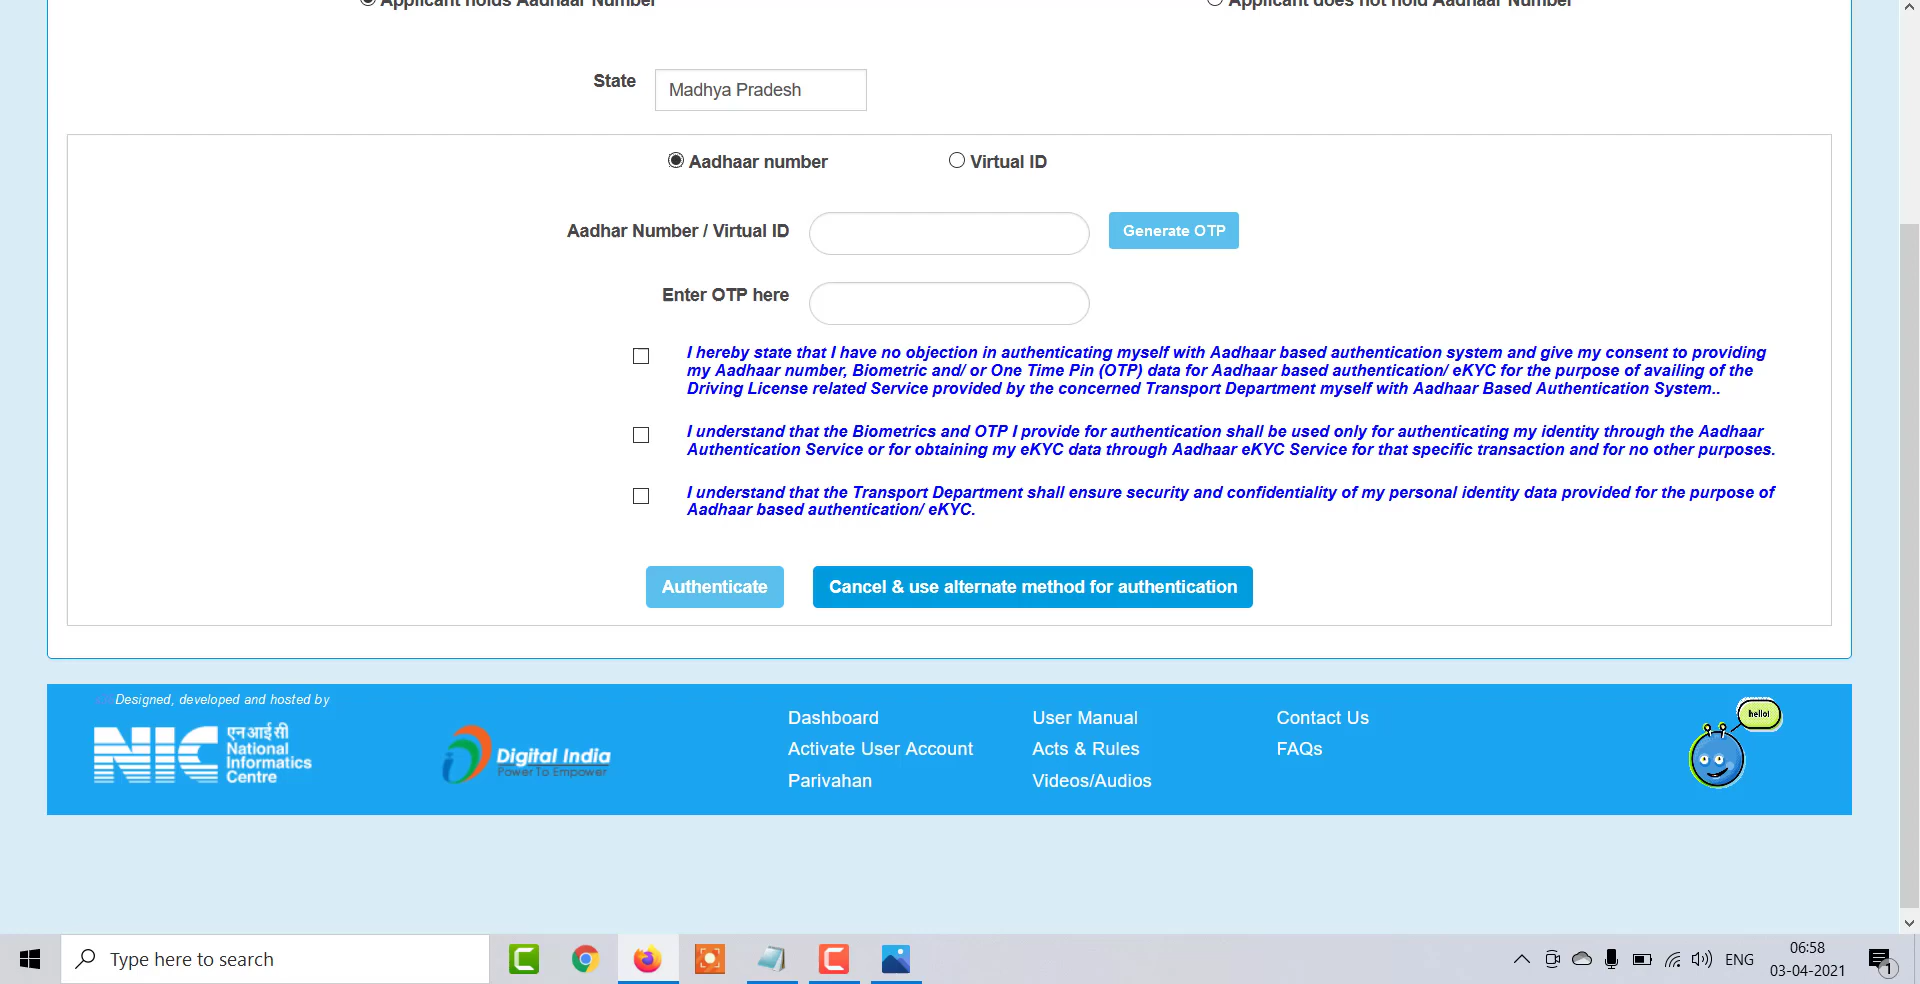 Applicant holds Aadhaar Number
Applicant does not hold Aadhaar Number
State
Madhya Pradesh
Aadhaar number
Virtual ID
Aadhar Number / Virtual ID
Generate OTP
Enter OTP here
I hereby state that I have no objection in authenticating myself with Aadhaar based authentication system and give my consent to providing
my Aadhaar number, Biometric and/ or One Time Pin (OTP) data for Aadhaar based authentication/ eKYC for the purpose of availing of the
Driving License related Service provided by the concerned Transport Department myself with Aadhaar Based Authentication System..
I understand that the Biometrics and OTP I provide for authentication shall be used only for authenticating my identity through the Aadhaar
Authentication Service or for obtaining my eKYC data through Aadhaar eKYC Service for that specific transaction and for no other purposes.
I understand that the Transport Department shall ensure security and confidentiality of my personal identity data provided for the purpose of
Aadhaar based authentication/ eKYC.
Authenticate
Cancel & use alternate method for authentication
Designed, developed and hosted by
NIC
एनआईसी
National
Informatics
Centre
Digital India
Power To Empower
Dashboard
Activate User Account
Parivahan
User Manual
Acts & Rules
Videos/Audios
Contact Us
FAQs
hello!
Type here to search
ENG
06:58
03-04-2021
1